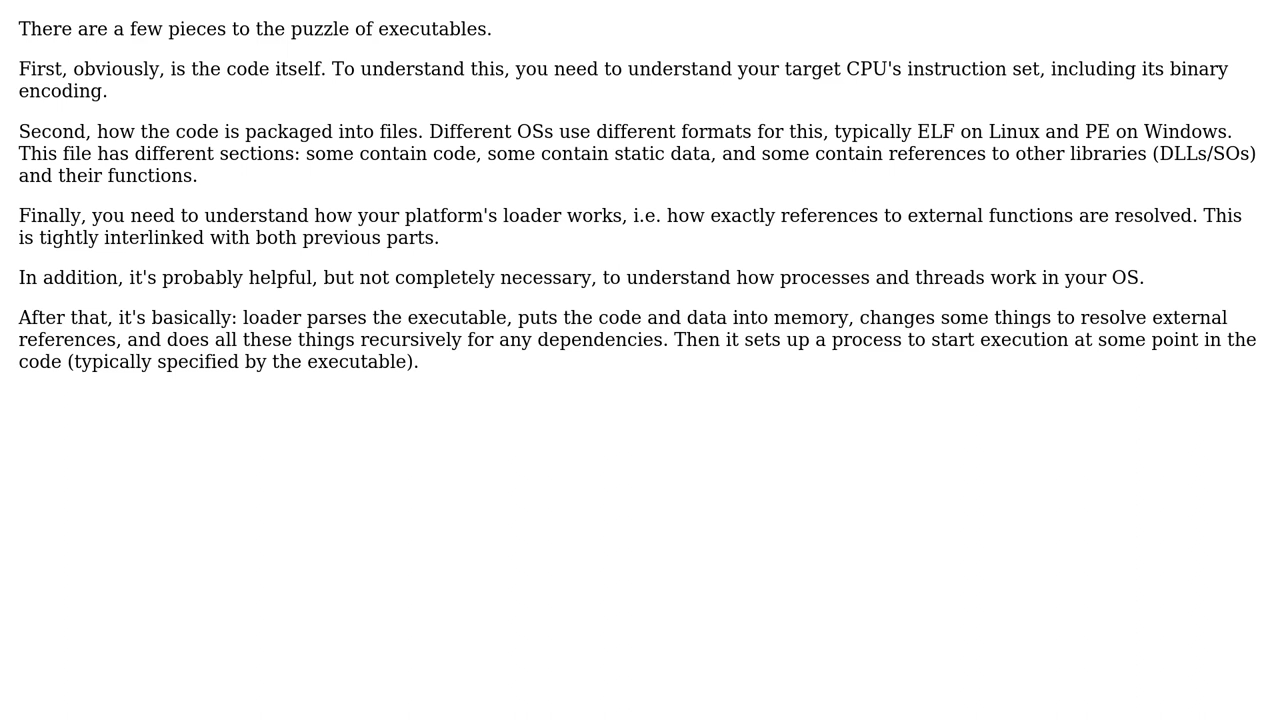 There are a few pieces to the puzzle of executables.
First, obviously, is the code itself. To understand this, you need to understand your target CPU's instruction set, including its binary
encoding.
Second, how the code is packaged into files. Different OSs use different formats for this, typically ELF on Linux and PE on Windows.
This file has different sections: some contain code, some contain static data, and some contain references to other libraries (DLLs/SOs)
and their functions.
Finally, you need to understand how your platform's loader works, i.e. how exactly references to external functions are resolved. This
is tightly interlinked with both previous parts.
In addition, it's probably helpful, but not completely necessary, to understand how processes and threads work in your OS.
After that, it's basically: loader parses the executable, puts the code and data into memory, changes some things to resolve external
references, and does all these things recursively for any dependencies. Then it sets up a process to start execution at some point in the
code (typically specified by the executable).